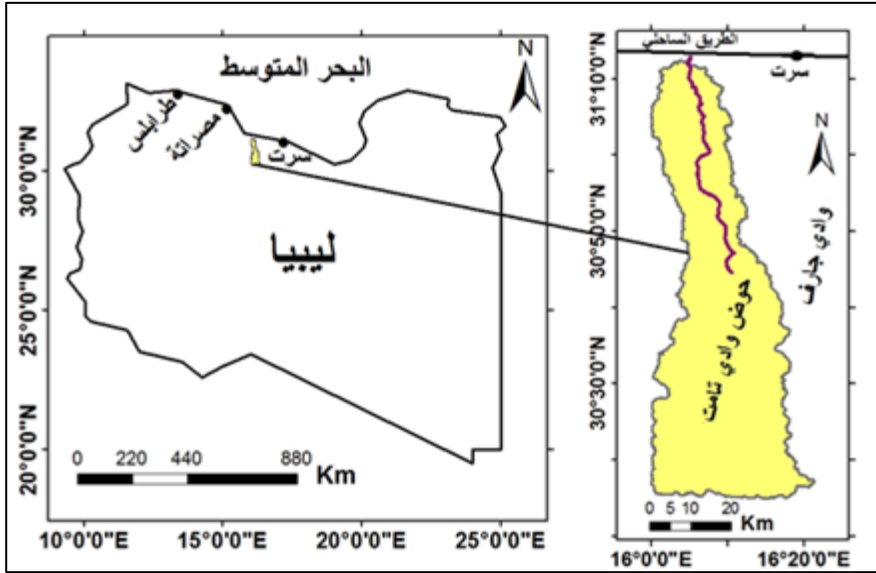 البحر المتوسط
N
طرابلس
مصراتة
سرت
ليبيا
30°0'0"N
25°0'0"N
20°0'0"N
0 220 440 880
Km
10°0'0"E 15°0'0"E 20°0'0"E 25°0'0"E
الطريق الساحلي
سرت
N
31°10'0"N
30°50'0"N
30°30'0"N
وادي جارف
حوض وادي تامت
0 5 10 20
Km
16°0'0"E 16°20'0"E